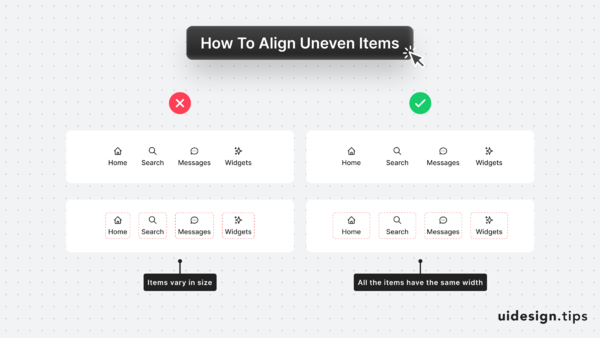 How To Align Uneven Items
Home Search Messages Widgets
Home Search Messages Widgets
Home Search Messages Widgets
Home Search Messages Widgets
Items vary in size
All the items have the same width
uidesign.tips